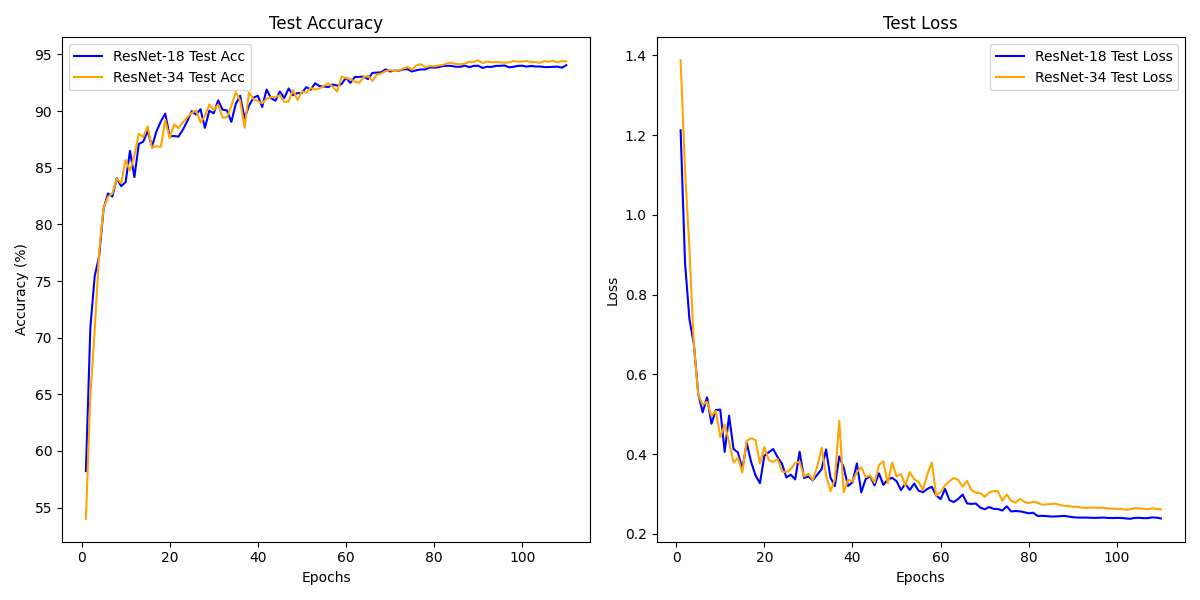 Test Accuracy
ResNet-18 Test Acc
ResNet-34 Test Acc
95
90
85
80
75
70
65
60
55
Accuracy (%)
0 20 40 60 80 100
Epochs
Test Loss
ResNet-18 Test Loss
ResNet-34 Test Loss
1.4
1.2
1.0
0.8
0.6
0.4
0.2
Loss
0 20 40 60 80 100
Epochs